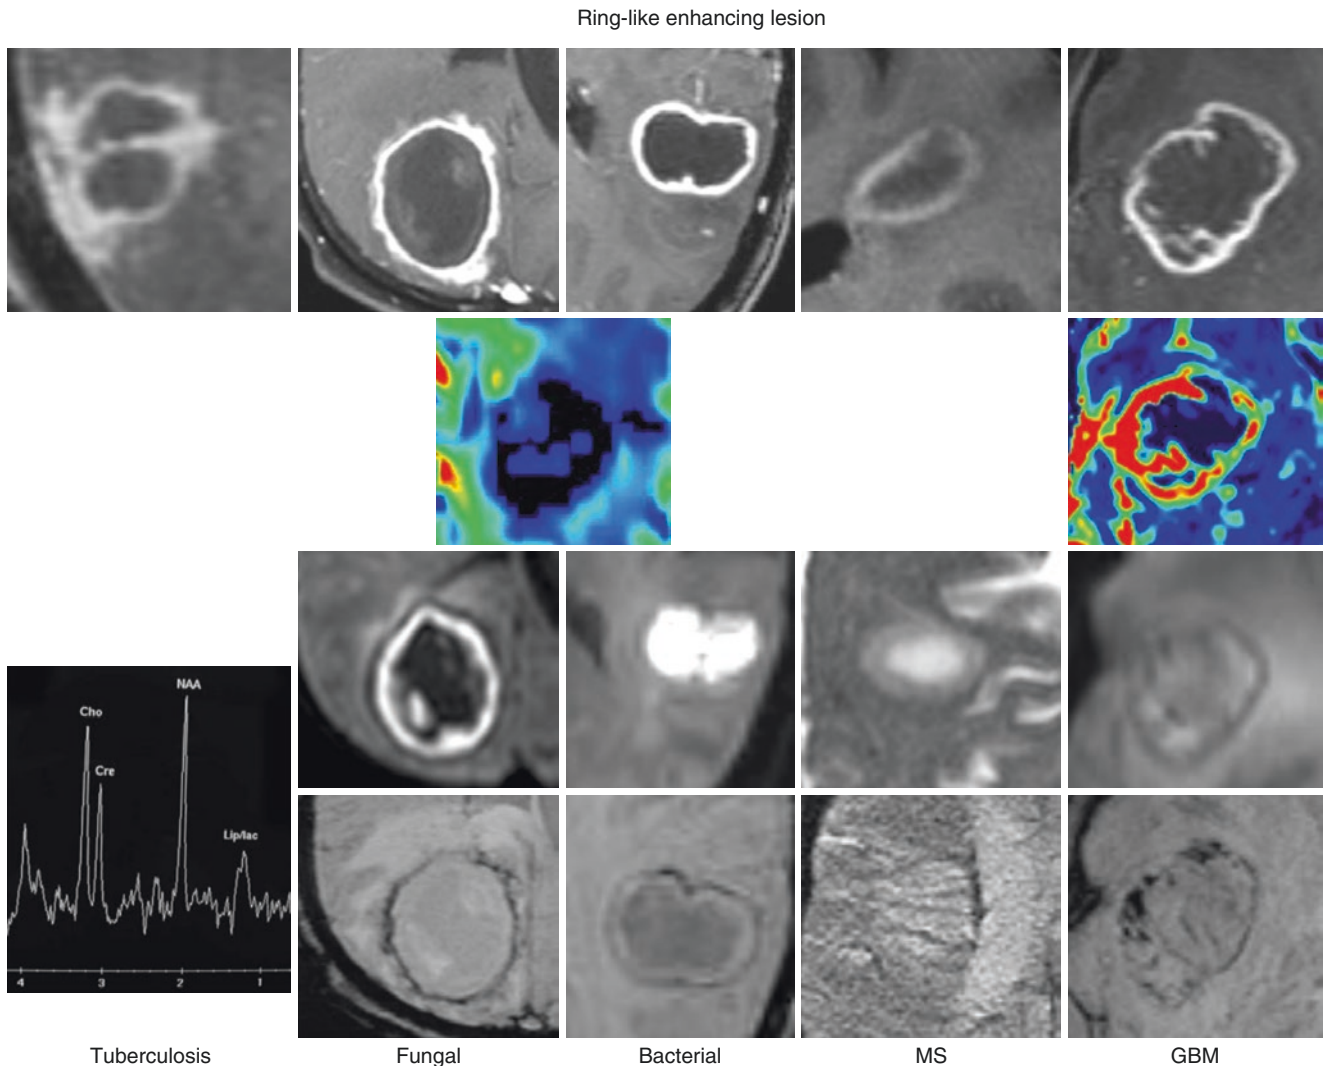 Ring-like enhancing lesion
NAA
Cho
Cre
Lip/lac
4 3 2 1
Tuberculosis Fungal Bacterial MS GBM